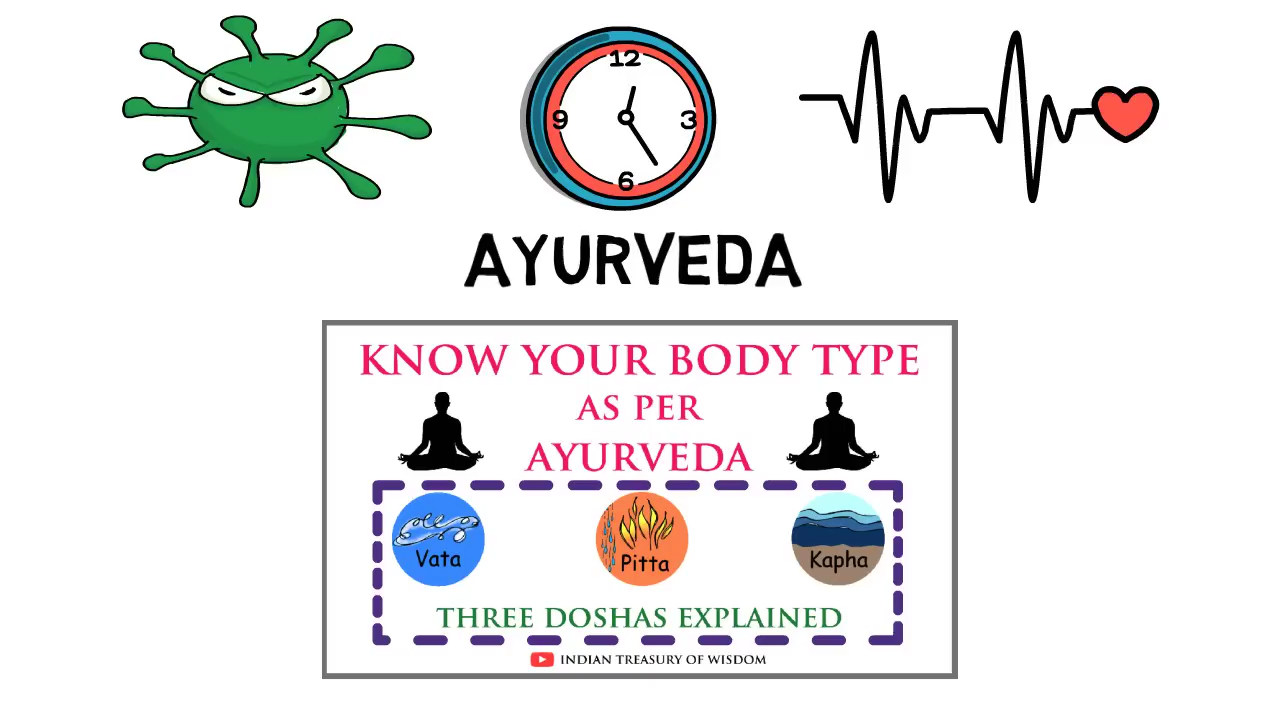 12
9 3
6
AYURVEDA
KNOW YOUR BODY TYPE
AS PER
AYURVEDA
Vata
Pitta
Kapha
THREE DOSHAS EXPLAINED
INDIAN TREASURY OF WISDOM